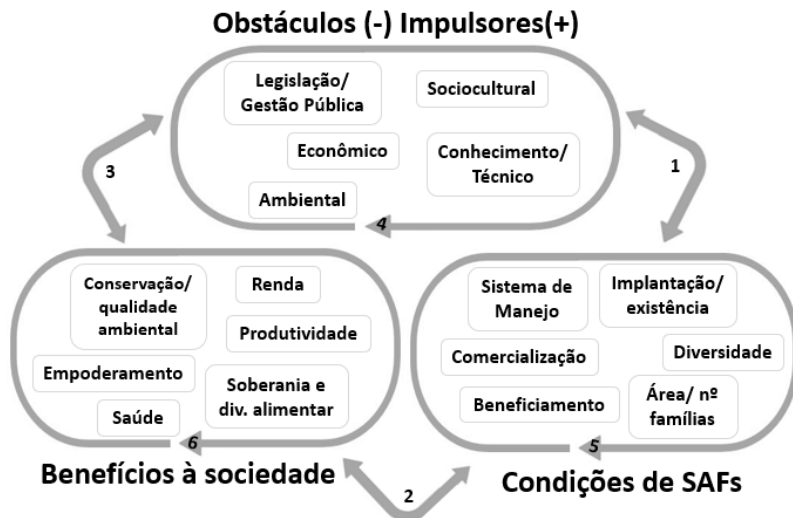 Obstáculos (-) Impulsores(+)
Legislação/
Gestão Pública
Sociocultural
Econômico
Conhecimento/
Técnico
Ambiental
4
3
1
Conservação/
qualidade
ambiental
Renda
Produtividade
Empoderamento
Soberania e
div. alimentar
Saúde
6
Benefícios à sociedade
Sistema de
Manejo
Implantação/
existência
Comercialização
Diversidade
Beneficiamento
Área/ nº
famílias
5
Condições de SAFs
2